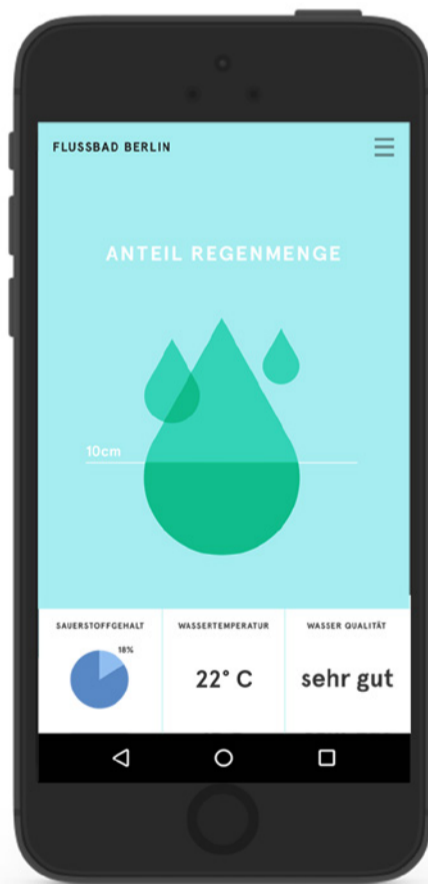 FLUSSBAD BERLIN
ANTEIL REGENMENGE
10cm
SAUERSTOFFGEHALT
18%
WASSERTEMPERATUR
22° C
WASSER QUALITÄT
sehr gut